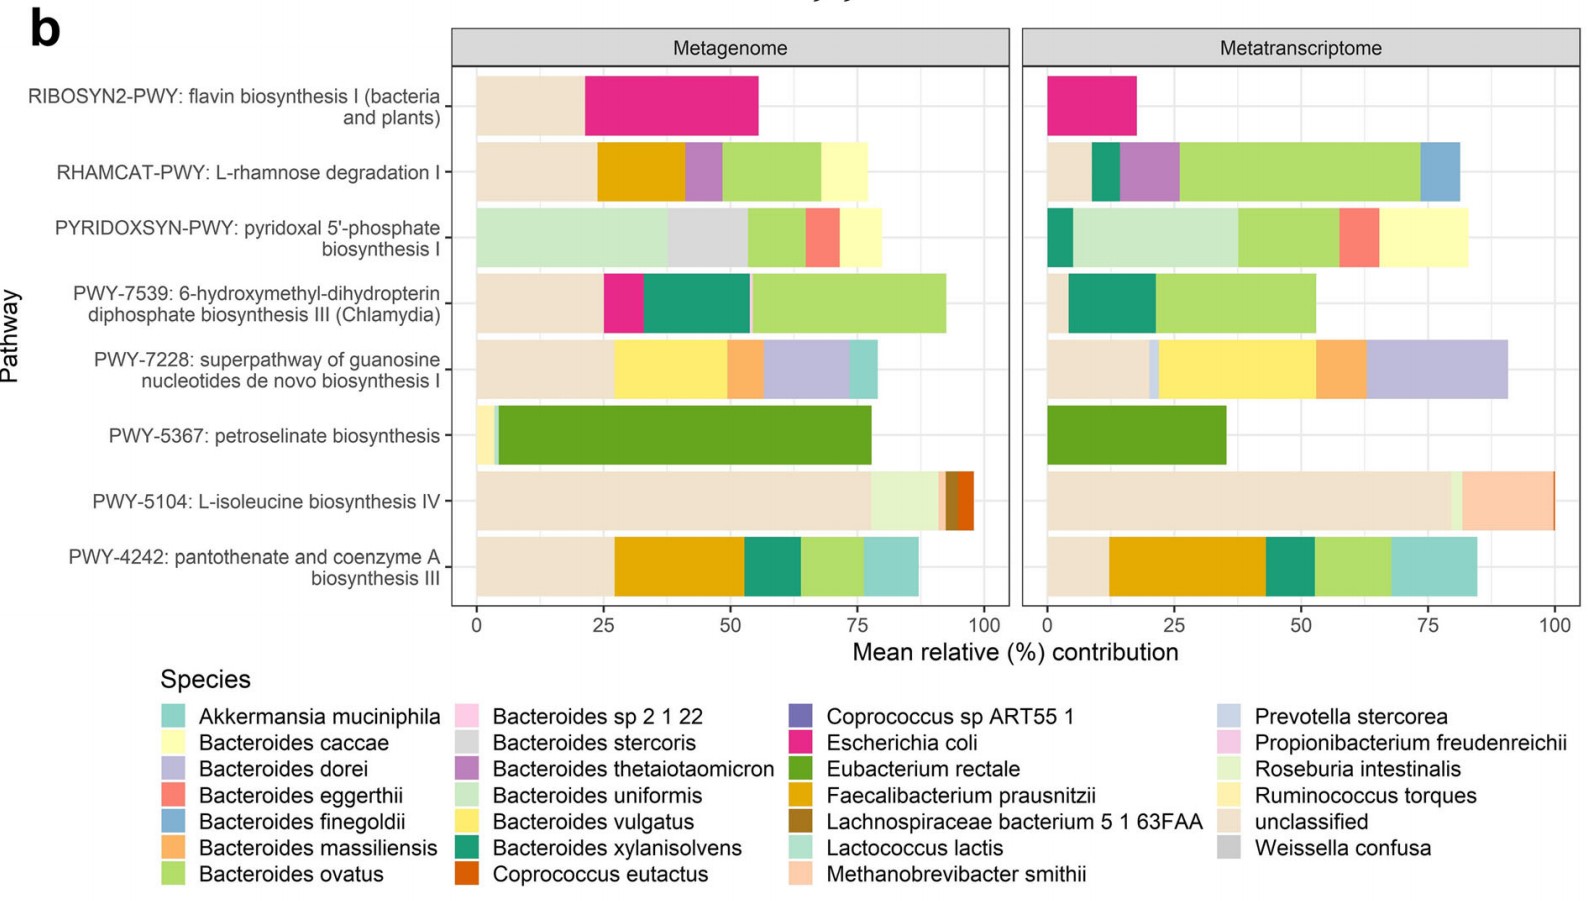 b
Metagenome
Metatranscriptome
RIBOSYN2-PWY: flavin biosynthesis I (bacteria
and plants)
RHAMCAT-PWY: L-rhamnose degradation I
PYRIDOXSYN-PWY: pyridoxal 5'-phosphate
biosynthesis I
PWY-7539: 6-hydroxymethyl-dihydropterin
diphosphate biosynthesis III (Chlamydia)
PWY-7228: superpathway of guanosine
nucleotides de novo biosynthesis I
PWY-5367: petroselinate biosynthesis
PWY-5104: L-isoleucine biosynthesis IV
PWY-4242: pantothenate and coenzyme A
biosynthesis III
Pathway
0 25 50 75 100
0 25 50 75 100
Mean relative (%) contribution
Species
Akkermansia muciniphila
Bacteroides caccae
Bacteroides dorei
Bacteroides eggerthii
Bacteroides finegoldii
Bacteroides massiliensis
Bacteroides ovatus
Bacteroides sp 2 1 22
Bacteroides stercoris
Bacteroides thetaiotaomicron
Bacteroides uniformis
Bacteroides vulgatus
Bacteroides xylanisolvens
Coprococcus eutactus
Coprococcus sp ART55 1
Escherichia coli
Eubacterium rectale
Faecalibacterium prausnitzii
Lachnospiraceae bacterium 5 1 63FAA
Lactococcus lactis
Methanobrevibacter smithii
Prevotella stercorea
Propionibacterium freudenreichii
Roseburia intestinalis
Ruminococcus torques
unclassified
Weissella confusa